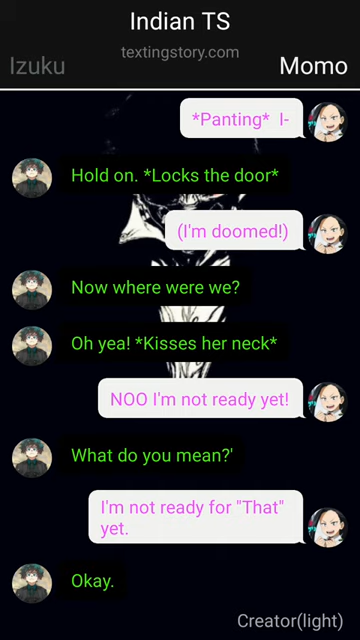 Indian TS
textingstory.com
Izuku
Momo
*Panting*  I-
Hold on. *Locks the door*
(I'm doomed!)
Now where were we?
Oh yea! *Kisses her neck*
NOO I'm not ready yet!
What do you mean?'
I'm not ready for "That"
yet.
Okay.
Creator(light)